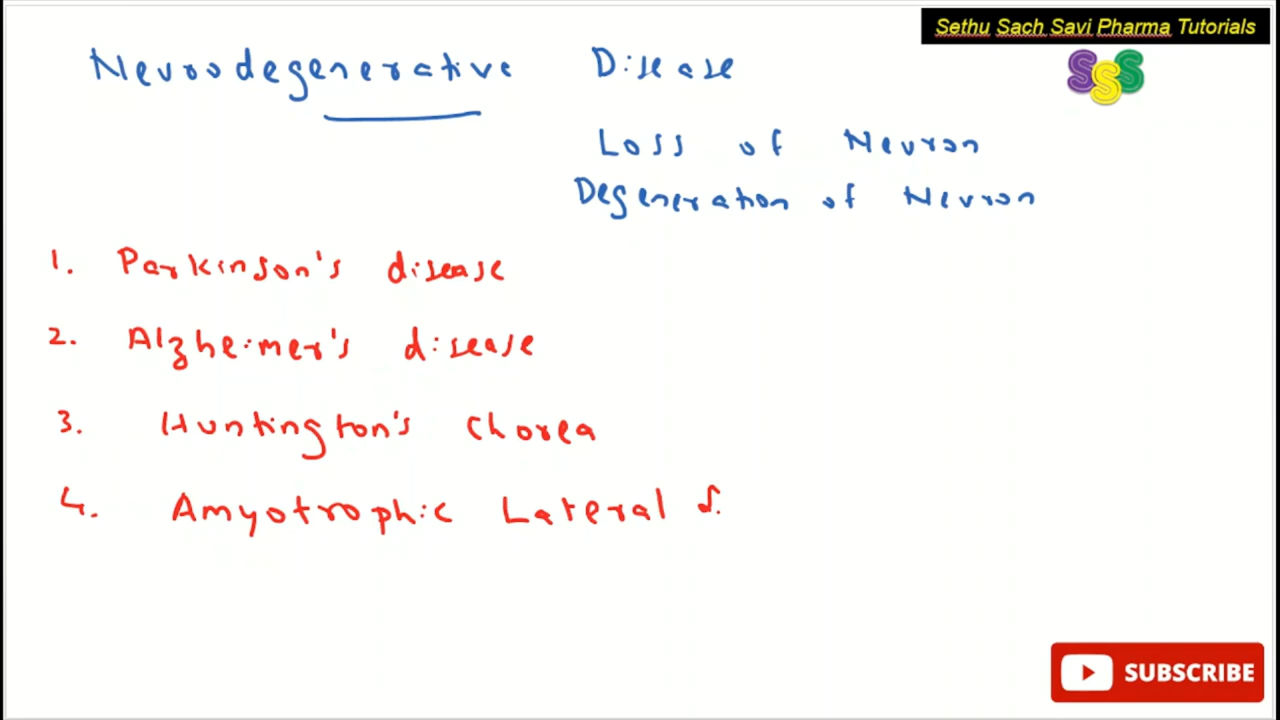 Sethu Sach Savi Pharma Tutorials
SSS
Neurodegenerative Disease
Loss of Neuron
Degeneration of Neuron
1. Parkinson's disease
2. Alzheimer's disease
3. Huntington's Chorea
4. Amyotrophic Lateral S
SUBSCRIBE